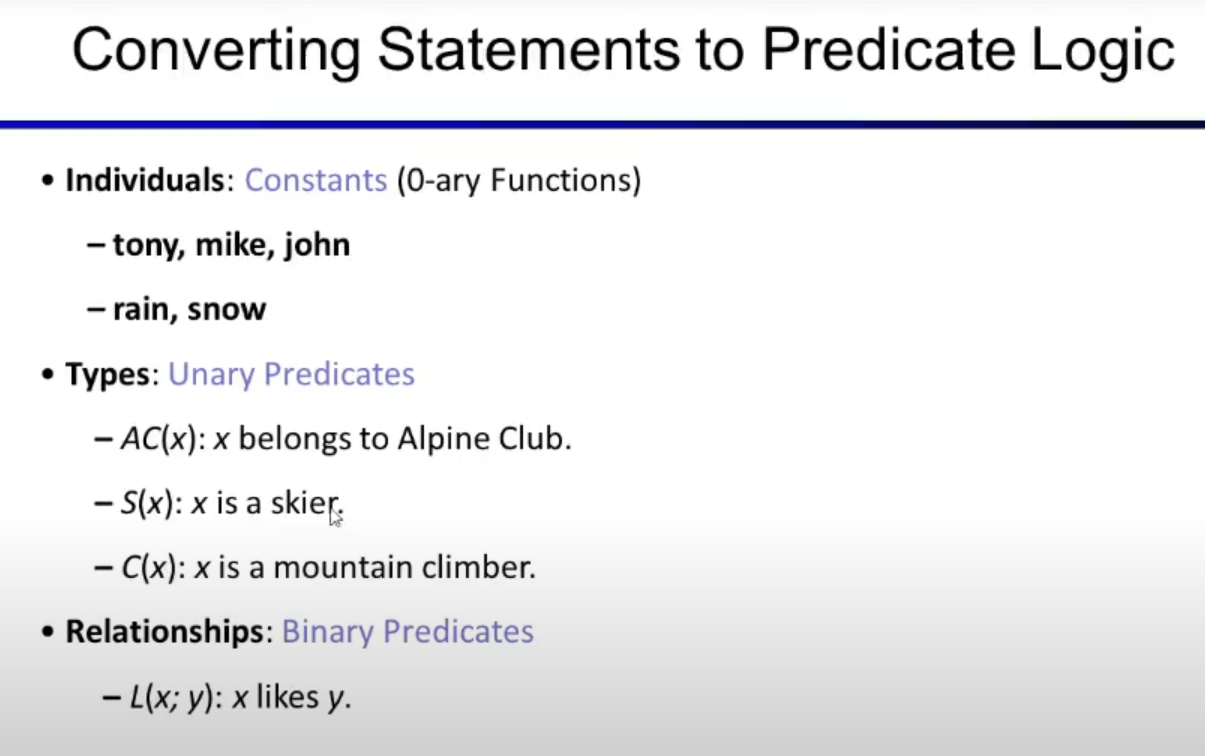 Converting Statements to Predicate Logic
• Individuals: Constants (0-ary Functions)
– tony, mike, john
– rain, snow
• Types: Unary Predicates
– AC(x): x belongs to Alpine Club.
– S(x): x is a skier.
– C(x): x is a mountain climber.
• Relationships: Binary Predicates
– L(x; y): x likes y.